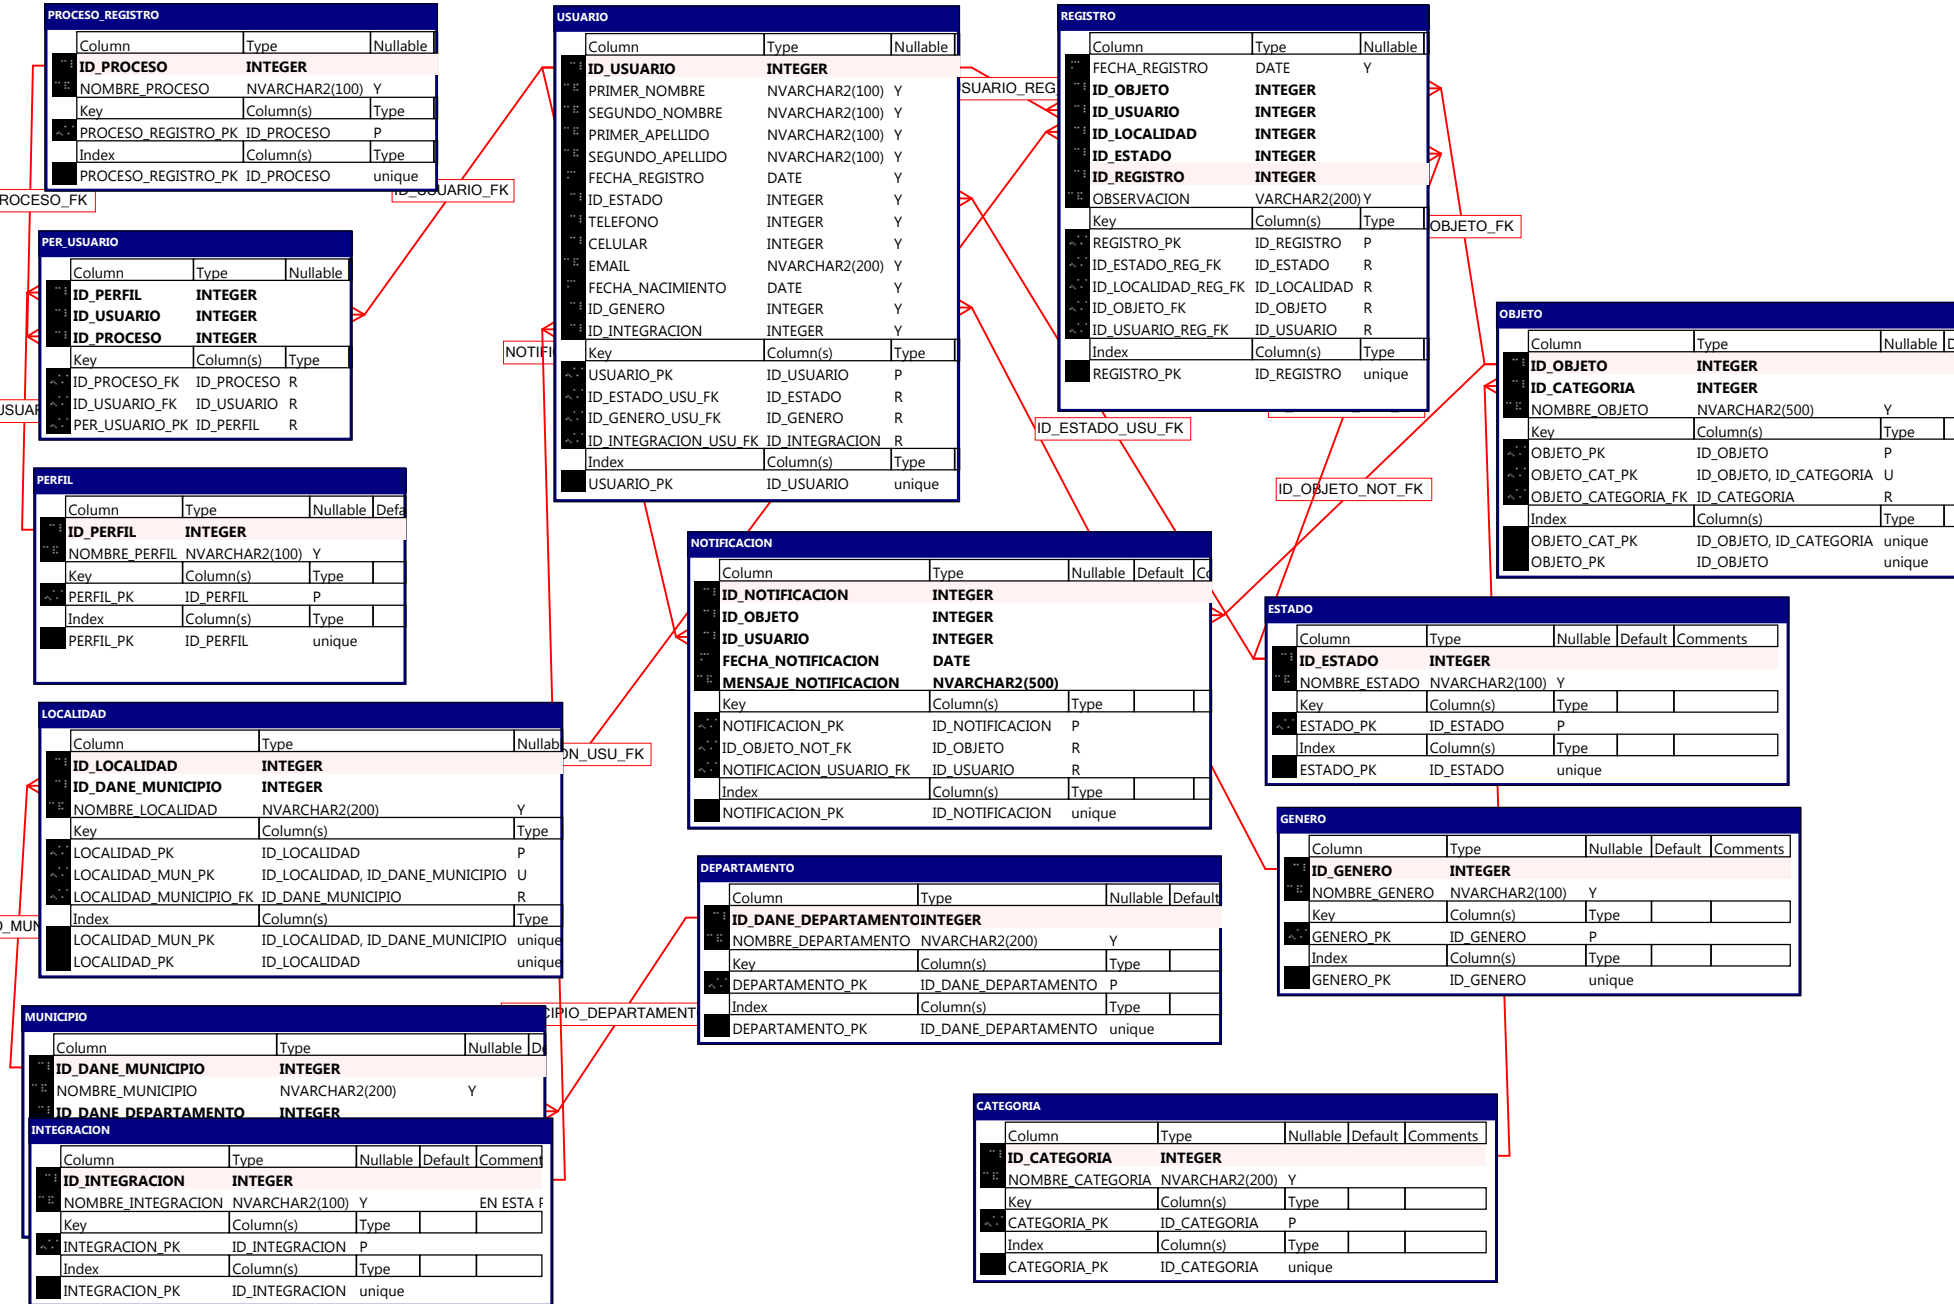 PROCESO_REGISTRO
Column Type Nullable
ID_PROCESO INTEGER
NOMBRE_PROCESO NVARCHAR2(100) Y
Key Column(s) Type
PROCESO_REGISTRO_PK ID_PROCESO P
Index Column(s) Type
PROCESO_REGISTRO_PK ID_PROCESO unique
ROCESO_FK
ID_USUARIO_FK
PER_USUARIO
Column Type Nullable
ID_PERFIL INTEGER
ID_USUARIO INTEGER
ID_PROCESO INTEGER
Key Column(s) Type
ID_PROCESO_FK ID_PROCESO R
ID_USUARIO_FK ID_USUARIO R
PER_USUARIO_PK ID_PERFIL R
USUAR
PERFIL
Column Type Nullable Defa
ID_PERFIL INTEGER
NOMBRE_PERFIL NVARCHAR2(100) Y
Key Column(s) Type
PERFIL_PK ID_PERFIL P
Index Column(s) Type
PERFIL_PK ID_PERFIL unique
USUARIO
Column Type Nullable
ID_USUARIO INTEGER
PRIMER_NOMBRE NVARCHAR2(100) Y
SEGUNDO_NOMBRE NVARCHAR2(100) Y
PRIMER_APELLIDO NVARCHAR2(100) Y
SEGUNDO_APELLIDO NVARCHAR2(100) Y
FECHA_REGISTRO DATE Y
ID_ESTADO INTEGER Y
TELEFONO INTEGER Y
CELULAR INTEGER Y
EMAIL NVARCHAR2(200) Y
FECHA_NACIMIENTO DATE Y
ID_GENERO INTEGER Y
ID_INTEGRACION INTEGER Y
Key Column(s) Type
USUARIO_PK ID_USUARIO P
ID_ESTADO_USU_FK ID_ESTADO R
ID_GENERO_USU_FK ID_GENERO R
ID_INTEGRACION_USU_FK ID_INTEGRACION R
Index Column(s) Type
USUARIO_PK ID_USUARIO unique
NOTIFI
SUARIO_REG_
REGISTRO
Column Type Nullable
FECHA_REGISTRO DATE Y
ID_OBJETO INTEGER
ID_USUARIO INTEGER
ID_LOCALIDAD INTEGER
ID_ESTADO INTEGER
ID_REGISTRO INTEGER
OBSERVACION VARCHAR2(200) Y
Key Column(s) Type
REGISTRO_PK ID_REGISTRO P
ID_ESTADO_REG_FK ID_ESTADO R
ID_LOCALIDAD_REG_FK ID_LOCALIDAD R
ID_OBJETO_FK ID_OBJETO R
ID_USUARIO_REG_FK ID_USUARIO R
Index Column(s) Type
REGISTRO_PK ID_REGISTRO unique
OBJETO_FK
ID_ESTADO_USU_FK
ID_OBJETO_NOT_FK
OBJETO
Column Type Nullable D
ID_OBJETO INTEGER
ID_CATEGORIA INTEGER
NOMBRE_OBJETO NVARCHAR2(500) Y
Key Column(s) Type
OBJETO_PK ID_OBJETO P
OBJETO_CAT_PK ID_OBJETO, ID_CATEGORIA U
OBJETO_CATEGORIA_FK ID_CATEGORIA R
Index Column(s) Type
OBJETO_CAT_PK ID_OBJETO, ID_CATEGORIA unique
OBJETO_PK ID_OBJETO unique
NOTIFICACION
Column Type Nullable Default Co
ID_NOTIFICACION INTEGER
ID_OBJETO INTEGER
ID_USUARIO INTEGER
FECHA_NOTIFICACION DATE
MENSAJE_NOTIFICACION NVARCHAR2(500)
Key Column(s) Type
NOTIFICACION_PK ID_NOTIFICACION P
ID_OBJETO_NOT_FK ID_OBJETO R
NOTIFICACION_USUARIO_FK ID_USUARIO R
Index Column(s) Type
NOTIFICACION_PK ID_NOTIFICACION unique
ESTADO
Column Type Nullable Default Comments
ID_ESTADO INTEGER
NOMBRE_ESTADO NVARCHAR2(100) Y
Key Column(s) Type
ESTADO_PK ID_ESTADO P
Index Column(s) Type
ESTADO_PK ID_ESTADO unique
LOCALIDAD
Column Type Nullab
ID_LOCALIDAD INTEGER
ID_DANE_MUNICIPIO INTEGER
NOMBRE_LOCALIDAD NVARCHAR2(200) Y
Key Column(s) Type
LOCALIDAD_PK ID_LOCALIDAD P
LOCALIDAD_MUN_PK ID_LOCALIDAD, ID_DANE_MUNICIPIO U
LOCALIDAD_MUNICIPIO_FK ID_DANE_MUNICIPIO R
Index Column(s) Type
LOCALIDAD_MUN_PK ID_LOCALIDAD, ID_DANE_MUNICIPIO unique
LOCALIDAD_PK ID_LOCALIDAD unique
ON_USU_FK
D_MUN
GENERO
Column Type Nullable Default Comments
ID_GENERO INTEGER
NOMBRE_GENERO NVARCHAR2(100) Y
Key Column(s) Type
GENERO_PK ID_GENERO P
Index Column(s) Type
GENERO_PK ID_GENERO unique
DEPARTAMENTO
Column Type Nullable Default
ID_DANE_DEPARTAMENTO INTEGER
NOMBRE_DEPARTAMENTO NVARCHAR2(200) Y
Key Column(s) Type
DEPARTAMENTO_PK ID_DANE_DEPARTAMENTO P
Index Column(s) Type
DEPARTAMENTO_PK ID_DANE_DEPARTAMENTO unique
CIPIO_DEPARTAMENT
MUNICIPIO
Column Type Nullable De
ID_DANE_MUNICIPIO INTEGER
NOMBRE_MUNICIPIO NVARCHAR2(200) Y
ID_DANE_DEPARTAMENTO INTEGER
INTEGRACION
Column Type Nullable Default Comment
ID_INTEGRACION INTEGER
NOMBRE_INTEGRACION NVARCHAR2(100) Y EN ESTA
Key Column(s) Type
INTEGRACION_PK ID_INTEGRACION P
Index Column(s) Type
INTEGRACION_PK ID_INTEGRACION unique
CATEGORIA
Column Type Nullable Default Comments
ID_CATEGORIA INTEGER
NOMBRE_CATEGORIA NVARCHAR2(200) Y
Key Column(s) Type
CATEGORIA_PK ID_CATEGORIA P
Index Column(s) Type
CATEGORIA_PK ID_CATEGORIA unique